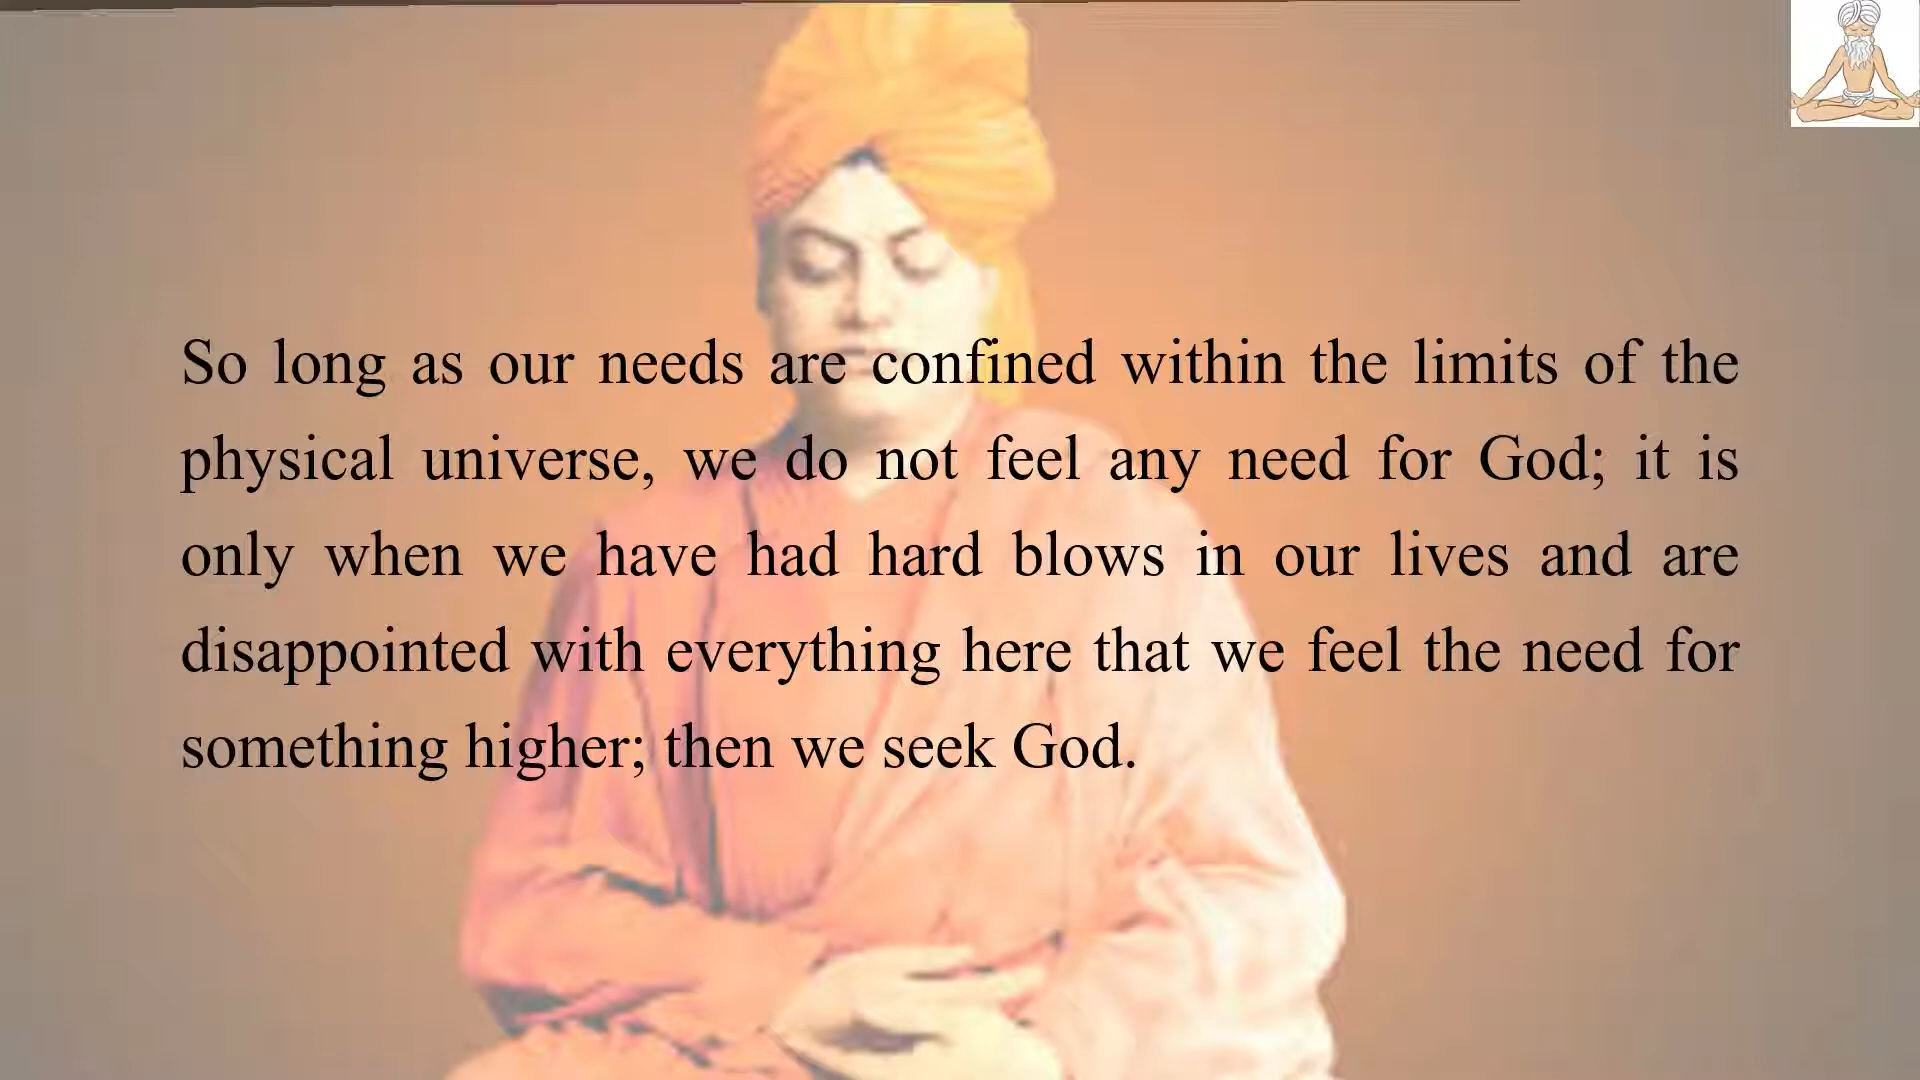 So long as our needs are confined within the limits of the
physical universe, we do not feel any need for God; it is
only when we have had hard blows in our lives and are
disappointed with everything here that we feel the need for
something higher; then we seek God.